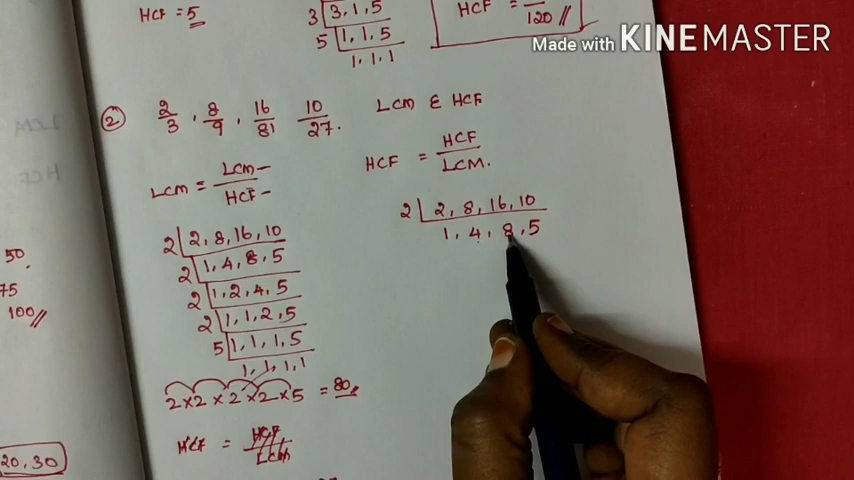 HCF = 5
3 | 3, 1, 5
5 | 1, 1, 5
1, 1, 1
HCF = 
120 //
Made with KINEMASTER
② 2/3 , 8/9 , 16/81 10/27. LCM & HCF
LCM = LCM / HCF
2 | 2, 8, 16, 10
2 | 1, 4, 8, 5
2 | 1, 2, 4, 5
2 | 1, 1, 2, 5
5 | 1, 1, 1, 5
1, 1, 1, 1
2 × 2 × 2 × 2 × 5 = 80
HCF = HCF / LCM
HCF = HCF / LCM.
2 | 2, 8, 16, 10
1, 4, 8, 5
50
75
100 //
20, 30